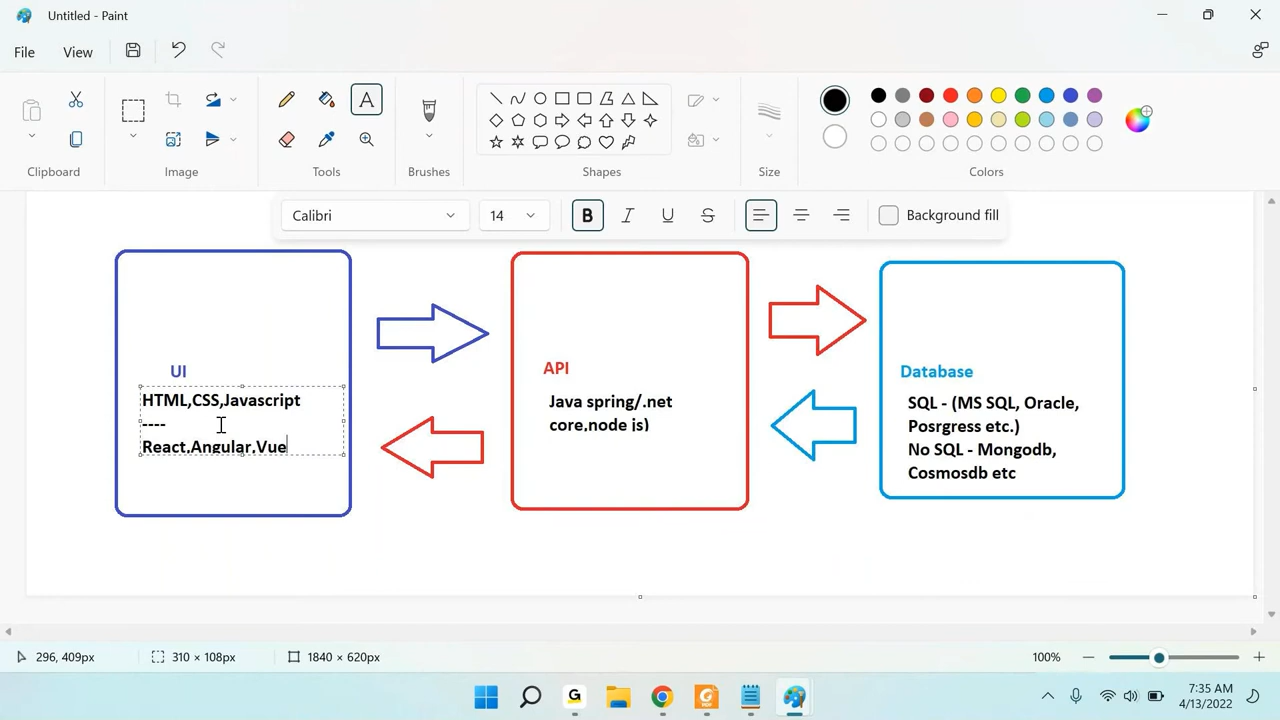 Untitled - Paint
File
View
Clipboard
Image
Tools
Brushes
Shapes
Size
Colors
Calibri
14
B
I
U
S
Background fill
UI
HTML,CSS,Javascript
----
React,Angular,Vue
API
Java spring/.net
core,node js)
Database
SQL - (MS SQL, Oracle,
Posrgress etc.)
No SQL - Mongodb,
Cosmosdb etc
296, 409px
310 × 108px
1840 × 620px
100%
G
PDF
7:35 AM
4/13/2022